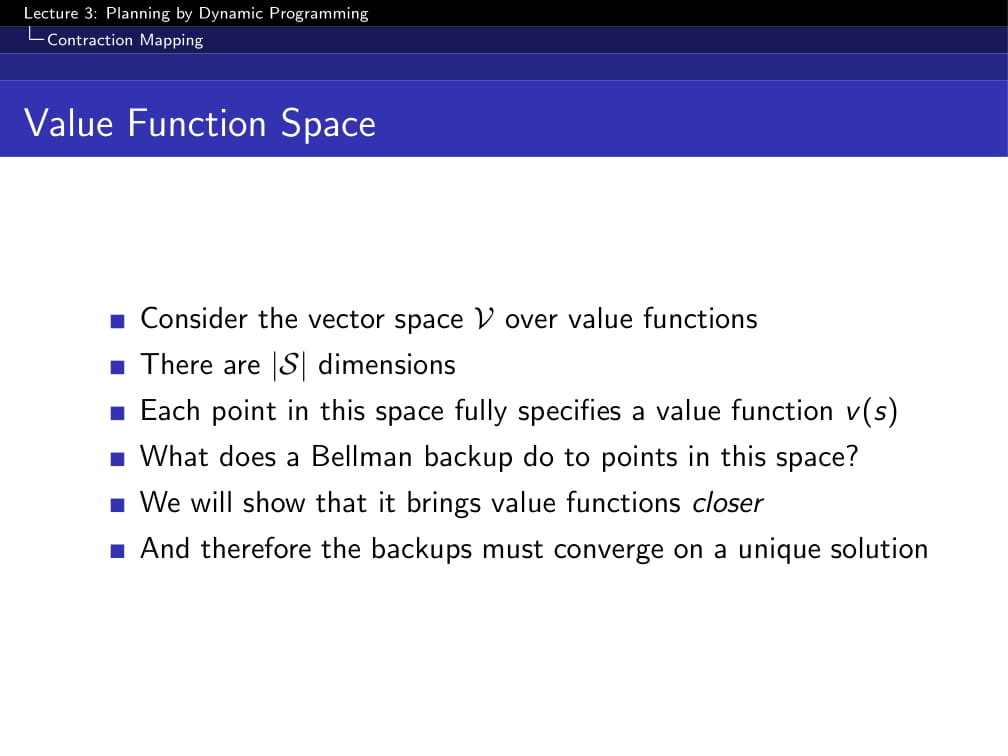 Lecture 3: Planning by Dynamic Programming
Contraction Mapping
Value Function Space
Consider the vector space 𝒱 over value functions
There are |𝒮| dimensions
Each point in this space fully specifies a value function v(s)
What does a Bellman backup do to points in this space?
We will show that it brings value functions closer
And therefore the backups must converge on a unique solution